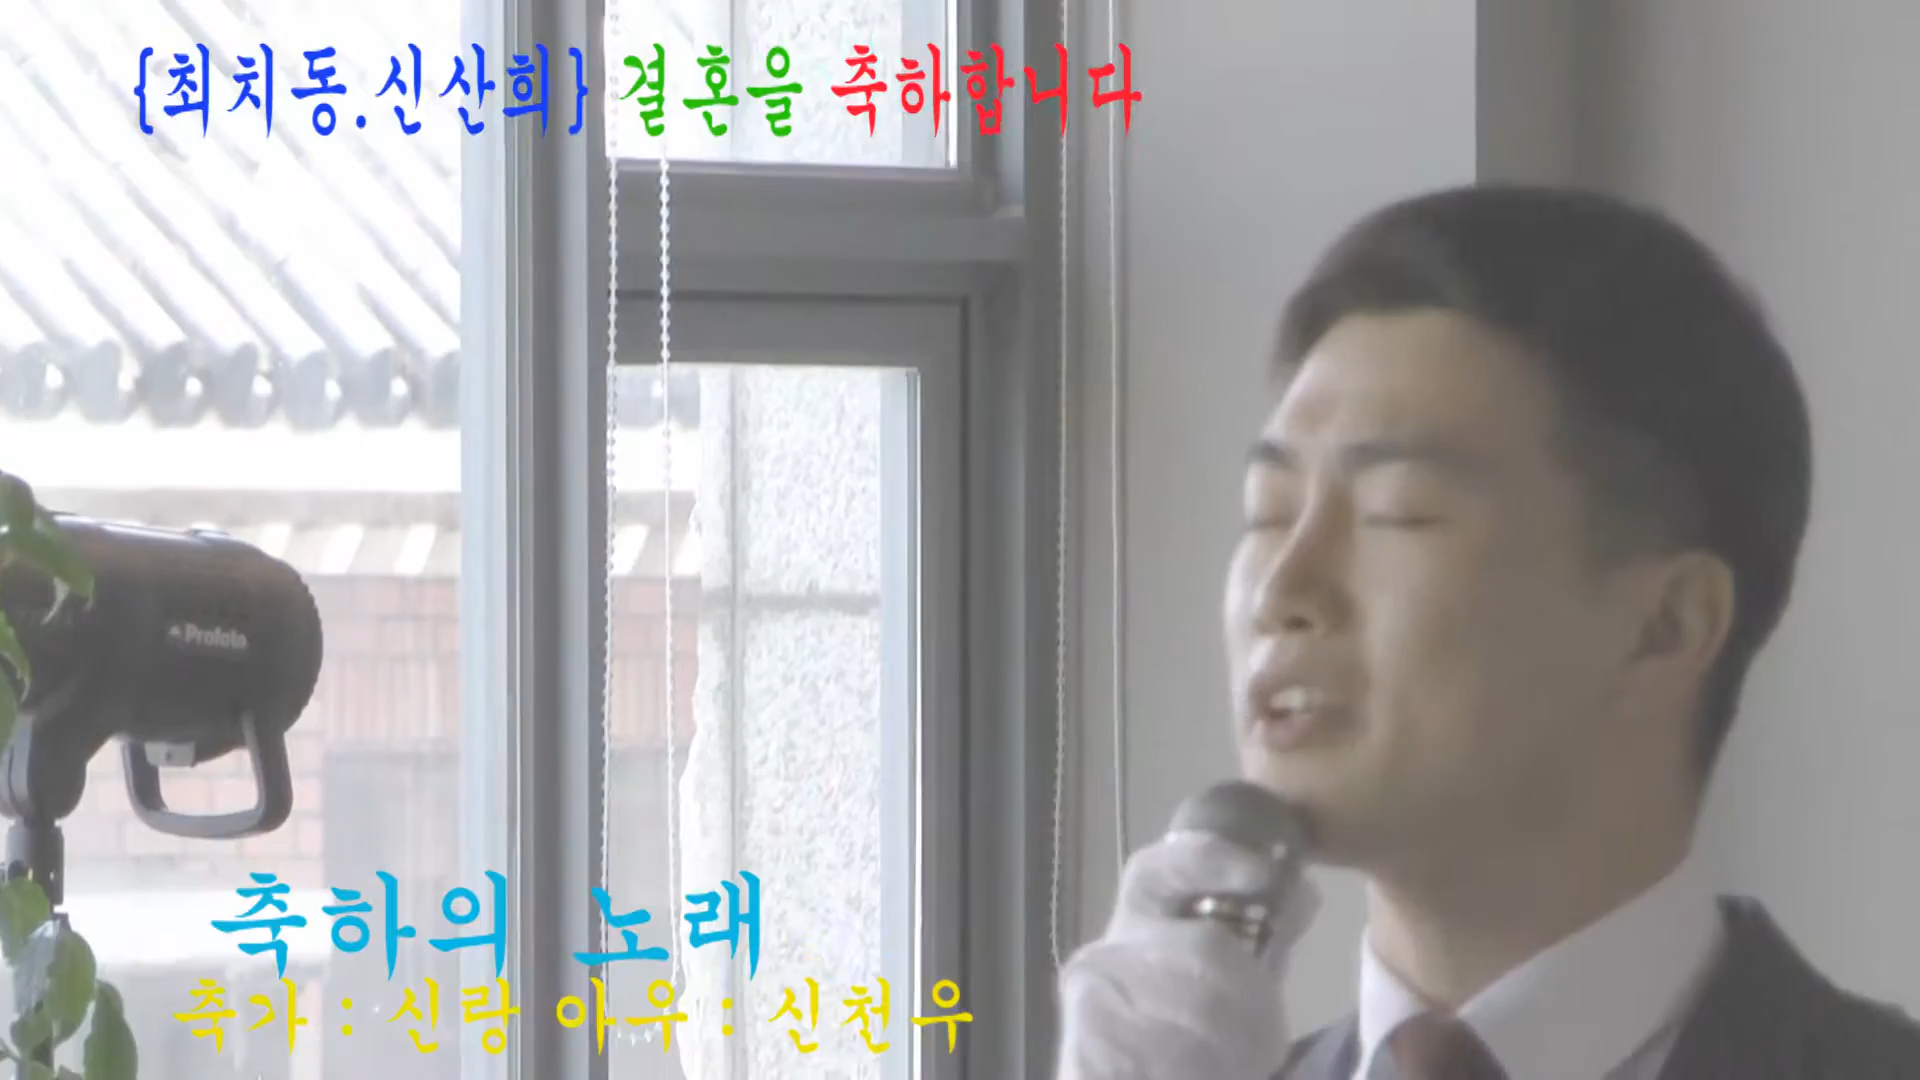 {최치동.신산희} 결혼을 축하합니다
Profoto
축하의 노래
축가 : 신랑 아우 : 신천우